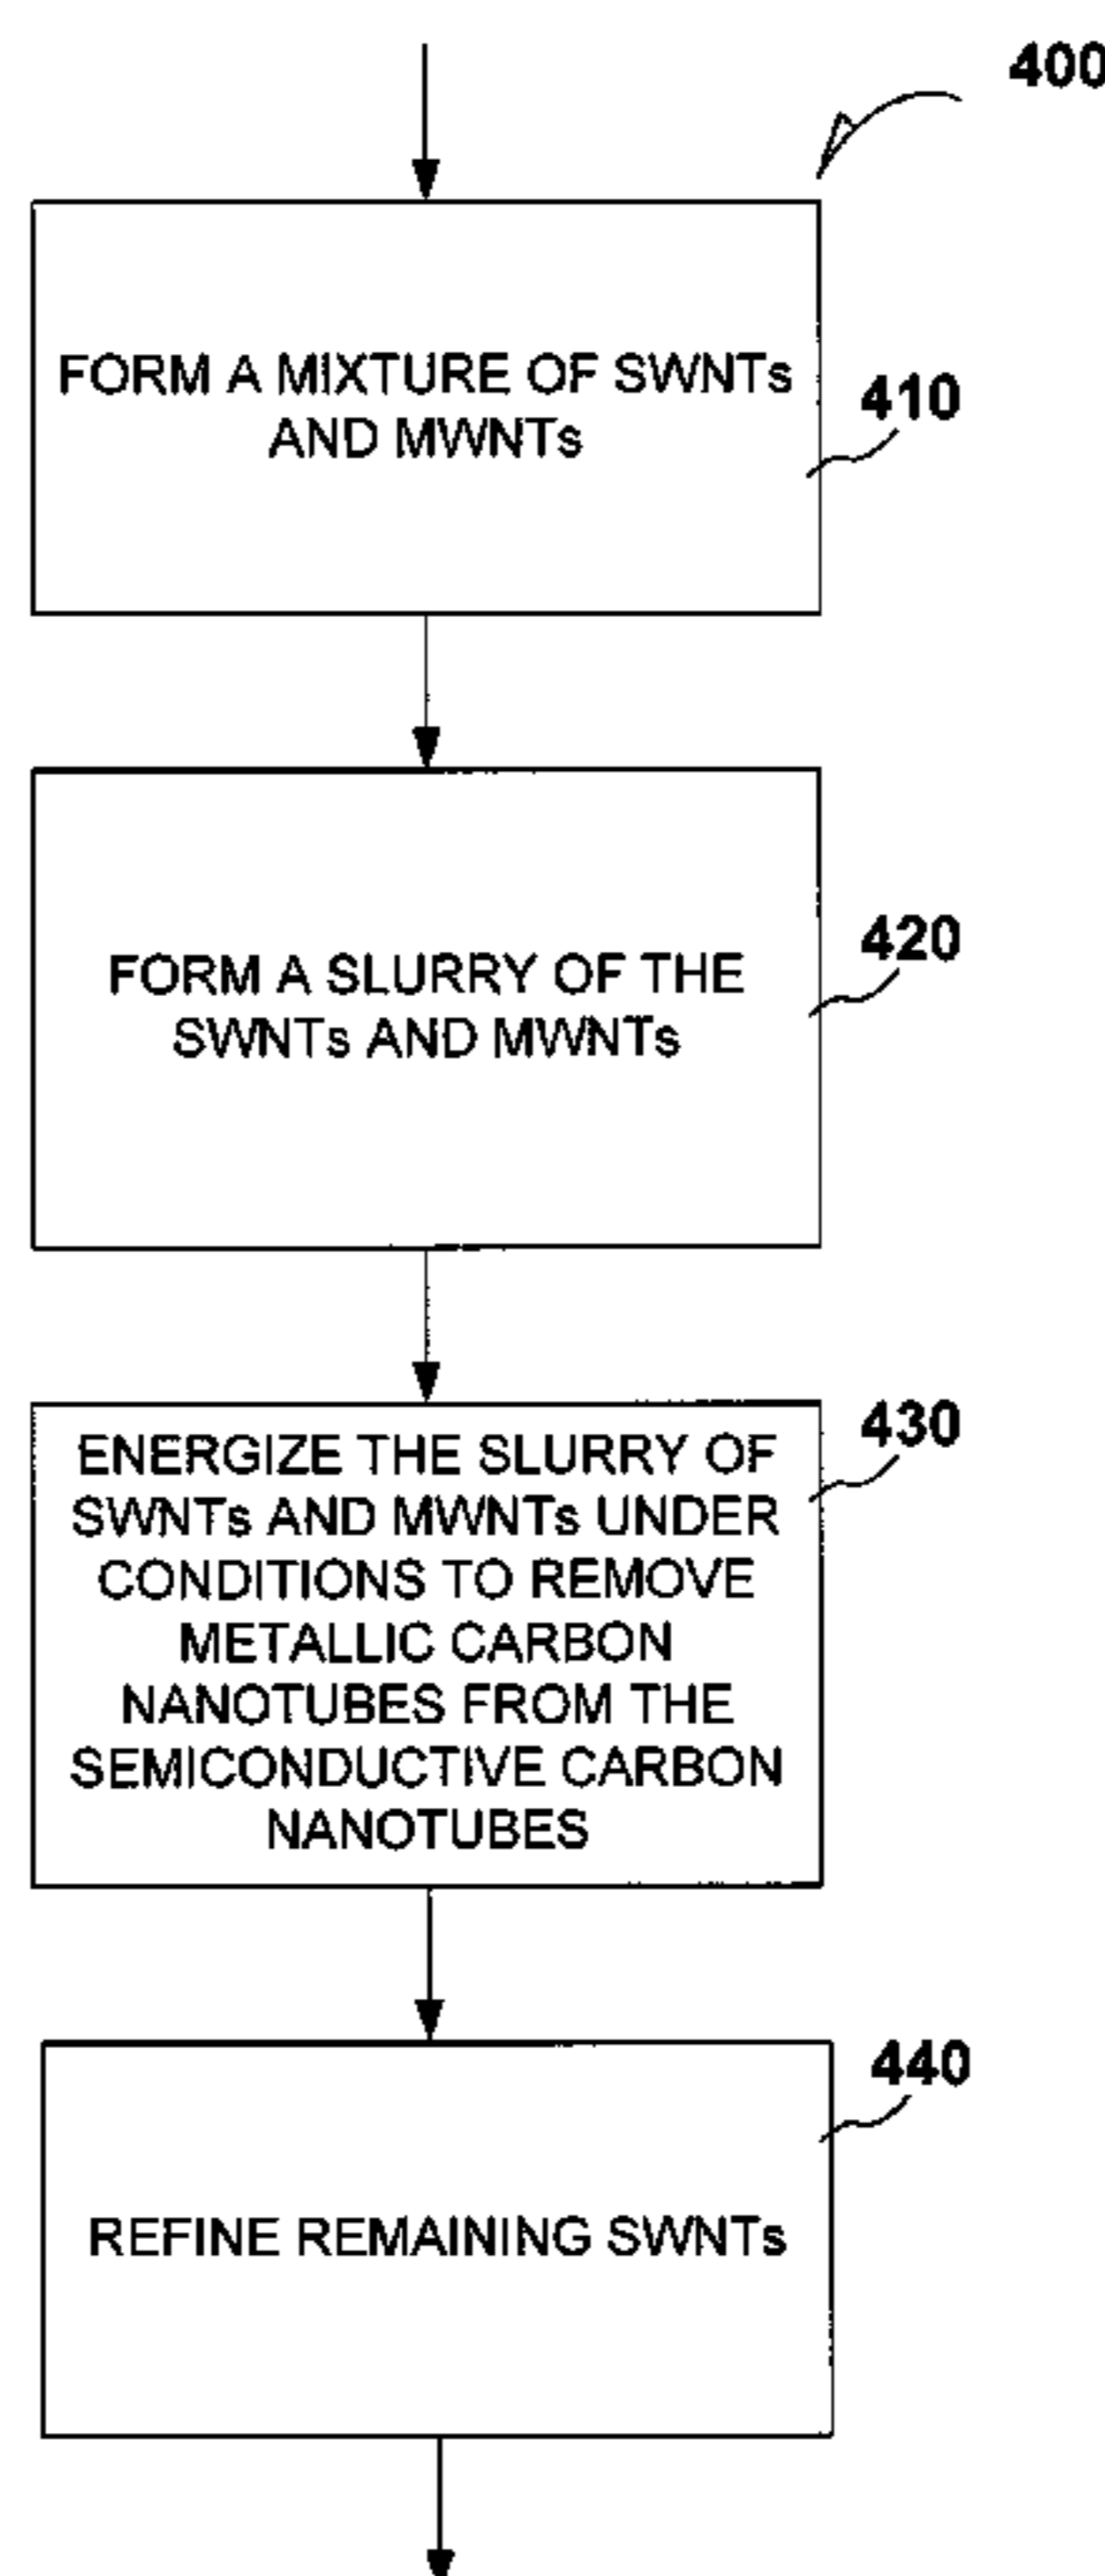 400
FORM A MIXTURE OF SWNTs
AND MWNTs
410
FORM A SLURRY OF THE
SWNTs AND MWNTs
420
ENERGIZE THE SLURRY OF
SWNTs AND MWNTs UNDER
CONDITIONS TO REMOVE
METALLIC CARBON
NANOTUBES FROM THE
SEMICONDUCTIVE CARBON
NANOTUBES
430
REFINE REMAINING SWNTs
440